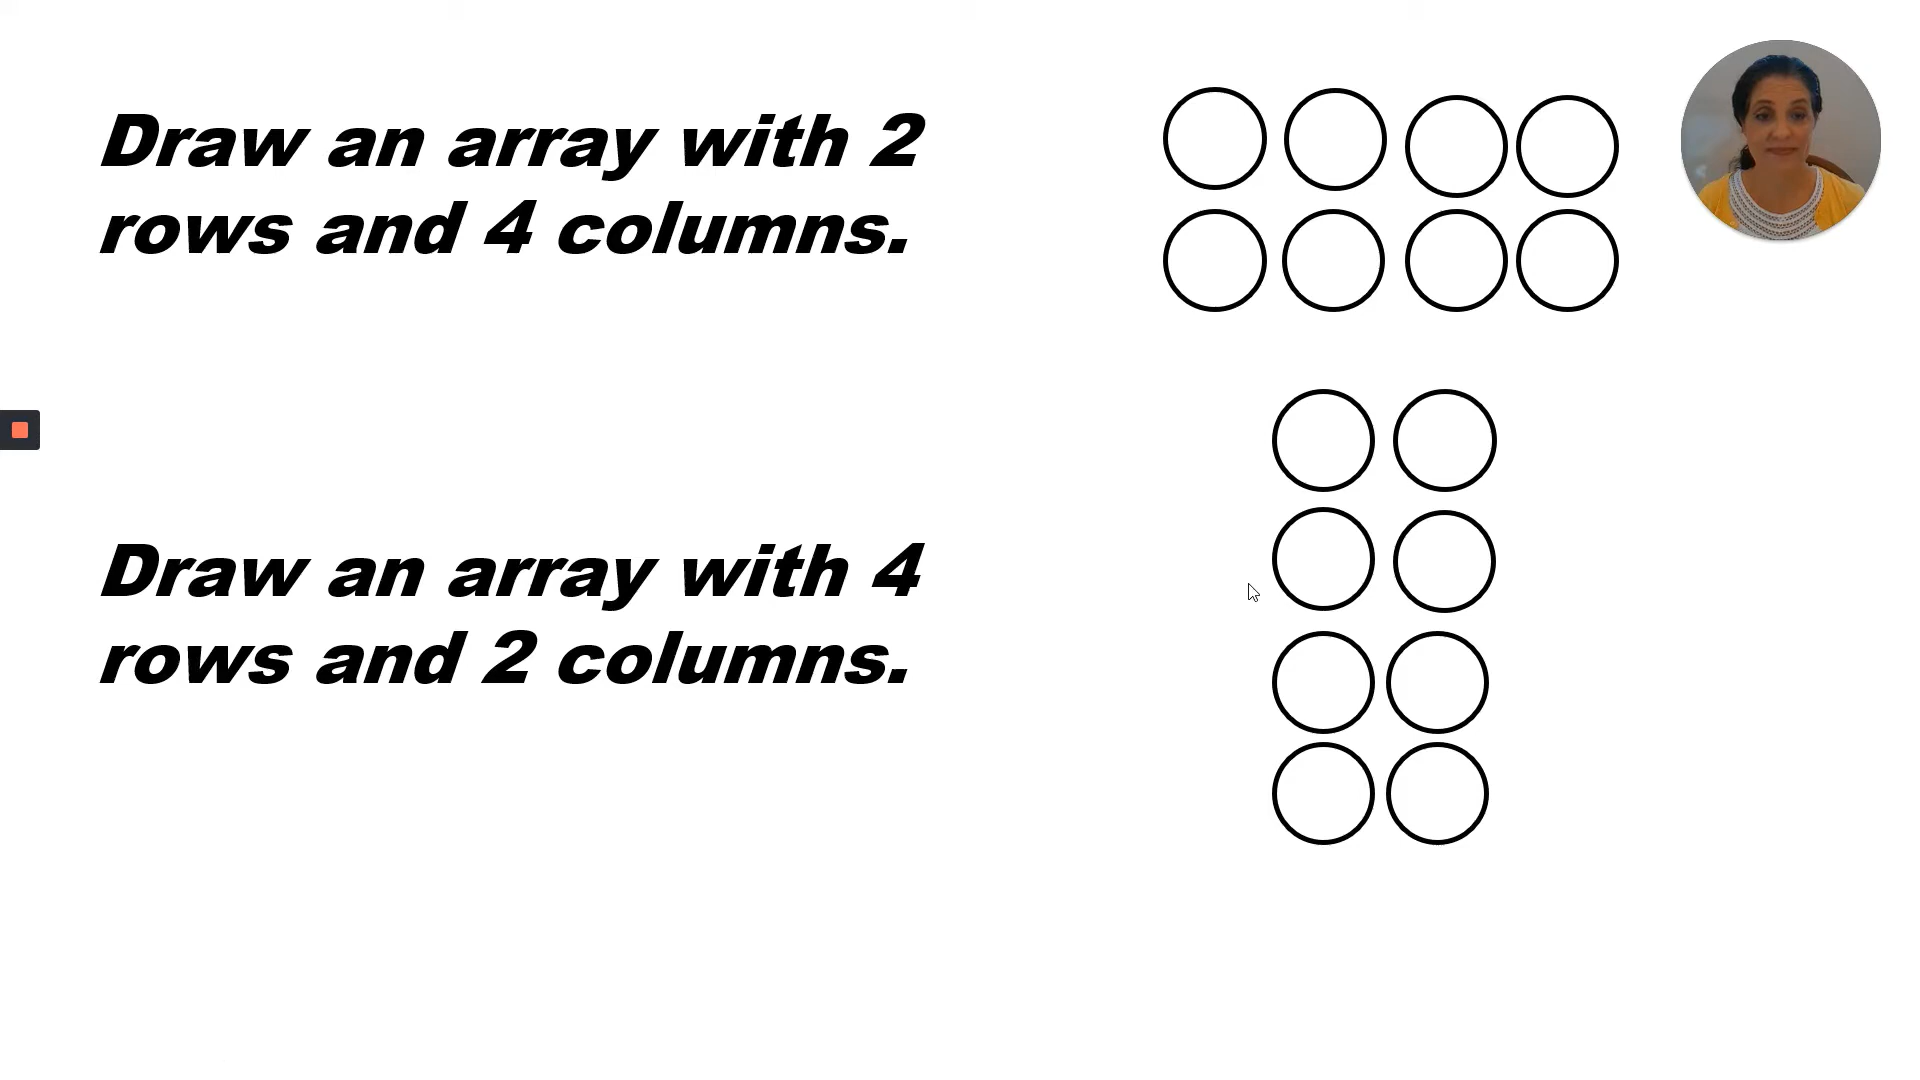 Draw an array with 2
rows and 4 columns.
Draw an array with 4
rows and 2 columns.